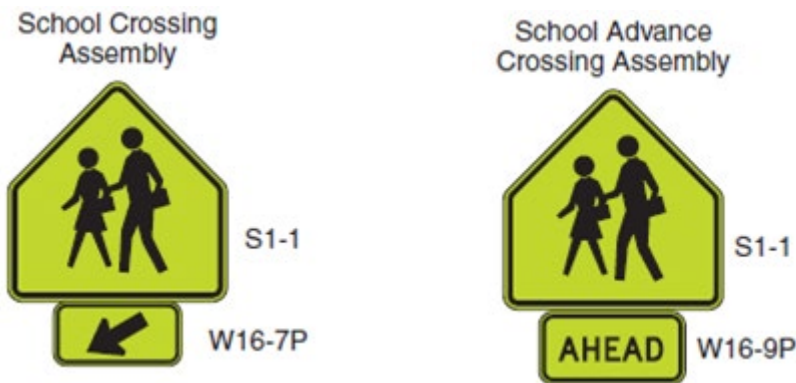 School Crossing
Assembly
S1-1
W16-7P
School Advance
Crossing Assembly
S1-1
AHEAD
W16-9P